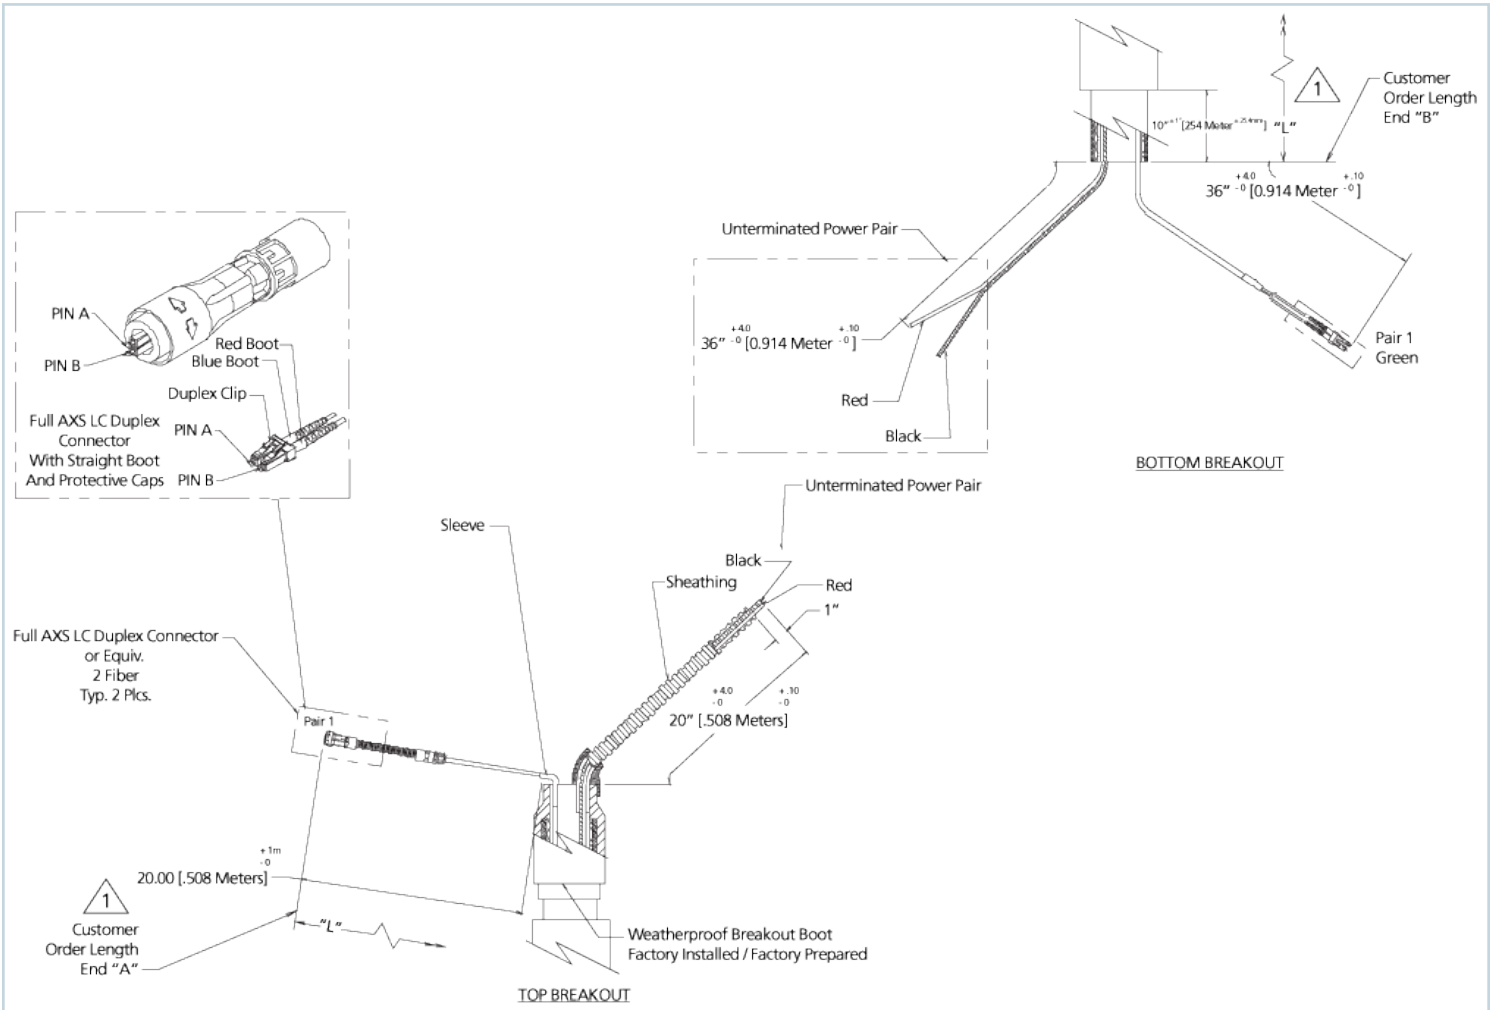 1
Customer
Order Length
End "B"
10" +1" [254 Meter +25.4mm]
"L"
36" +4.0 -0 [0.914 Meter +.10 -0]
Unterminated Power Pair
36" +4.0 -0 [0.914 Meter +.10 -0]
Red
Black
Pair 1
Green
BOTTOM BREAKOUT
PIN A
PIN B
Red Boot
Blue Boot
Duplex Clip
Full AXS LC Duplex
Connector
With Straight Boot
And Protective Caps
PIN A
PIN B
Unterminated Power Pair
Sleeve
Black
Sheathing
Red
1"
+4.0 -0 +.10 -0
20" [.508 Meters]
Full AXS LC Duplex Connector
or Equiv.
2 Fiber
Typ. 2 Plcs.
Pair 1
+1m
-0
20.00 [.508 Meters]
1
Customer
Order Length
End "A"
"L"
Weatherproof Breakout Boot
Factory Installed / Factory Prepared
TOP BREAKOUT